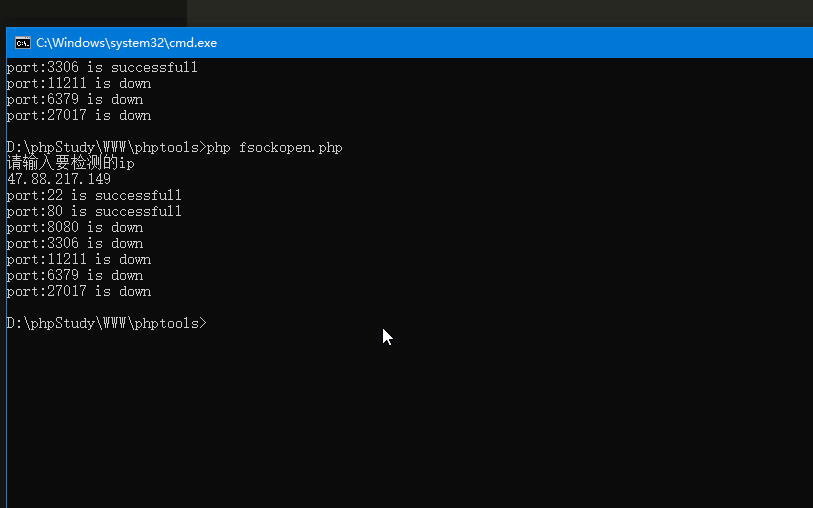 C:\Windows\system32\cmd.exe
port:3306 is successfull
port:11211 is down
port:6379 is down
port:27017 is down
D:\phpStudy\WWW\phptools>php fsockopen.php
请输入要检测的ip
47.88.217.149
port:22 is successfull
port:80 is successfull
port:8080 is down
port:3306 is down
port:11211 is down
port:6379 is down
port:27017 is down
D:\phpStudy\WWW\phptools>